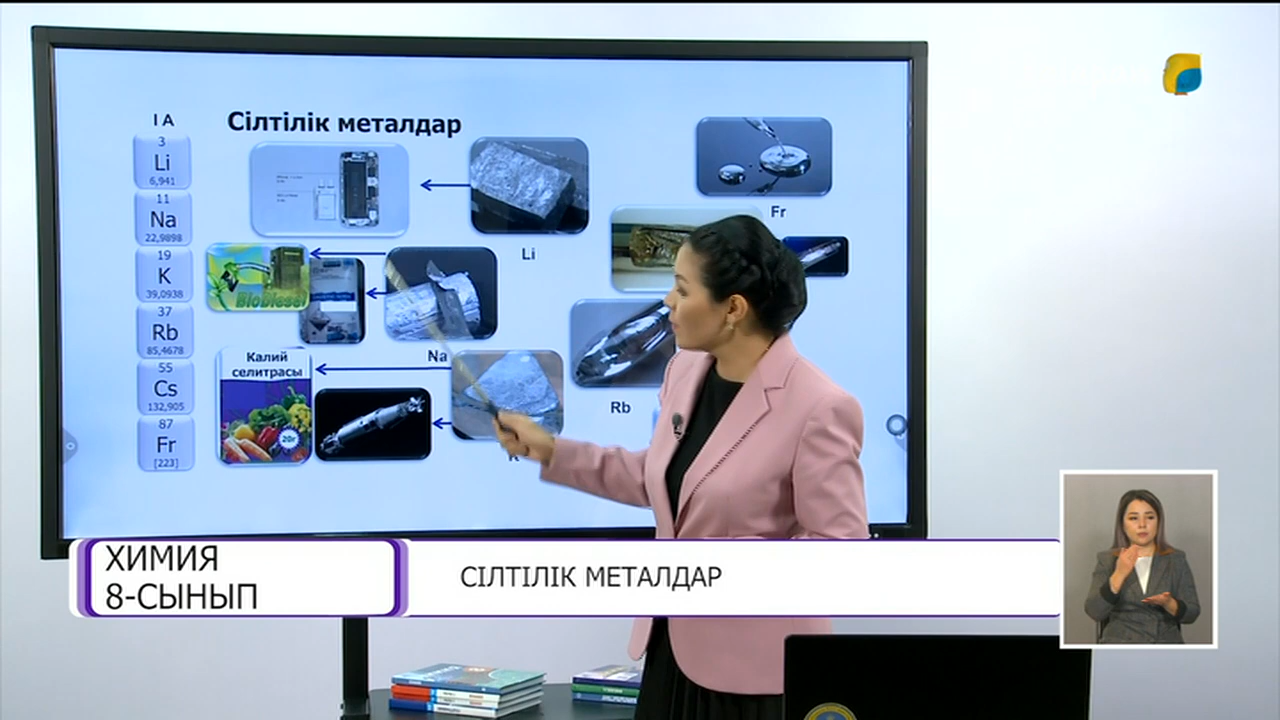 Сілтілік металдар
I A
3
Li
6,941
11
Na
22,9898
19
K
39,0938
37
Rb
85,4678
55
Cs
132,905
87
Fr
[223]
Li
Fr
BioDiesel
Na
Калий
селитрасы
20г
Rb
ХИМИЯ
8-СЫНЫП
СІЛТІЛІК МЕТАЛДАР